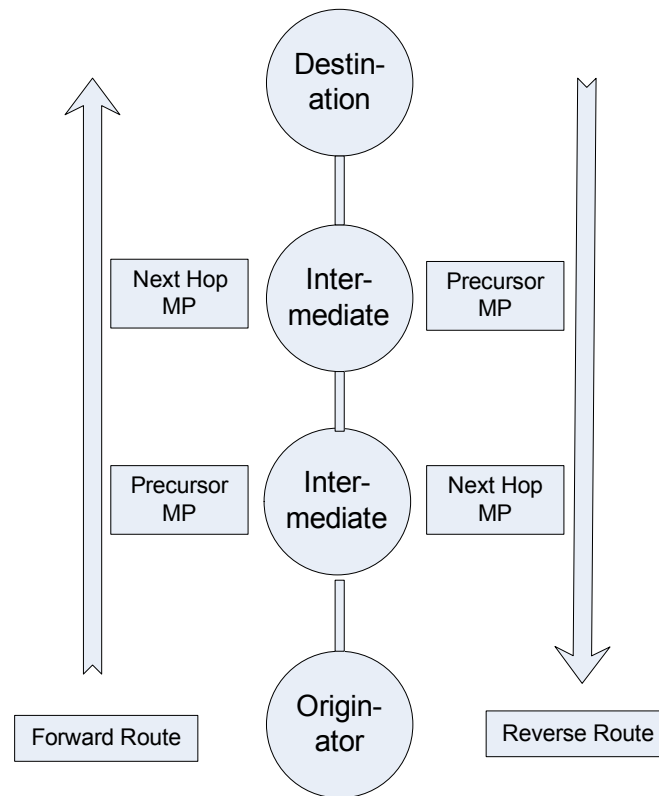 Destin-
ation
Next Hop
MP
Inter-
mediate
Precursor
MP
Precursor
MP
Inter-
mediate
Next Hop
MP
Forward Route
Origin-
ator
Reverse Route